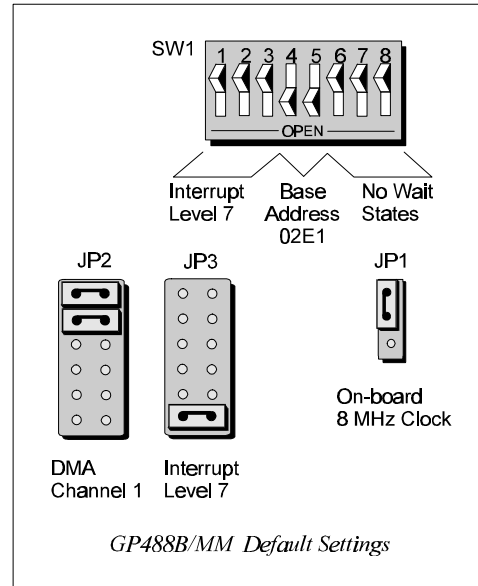 SW1 1 2 3 4 5 6 7 8
OPEN
Interrupt Level 7
Base Address 02E1
No Wait States
JP2
JP3
JP1
On-board
8 MHz Clock
DMA Channel 1
Interrupt Level 7
GP488B/MM Default Settings